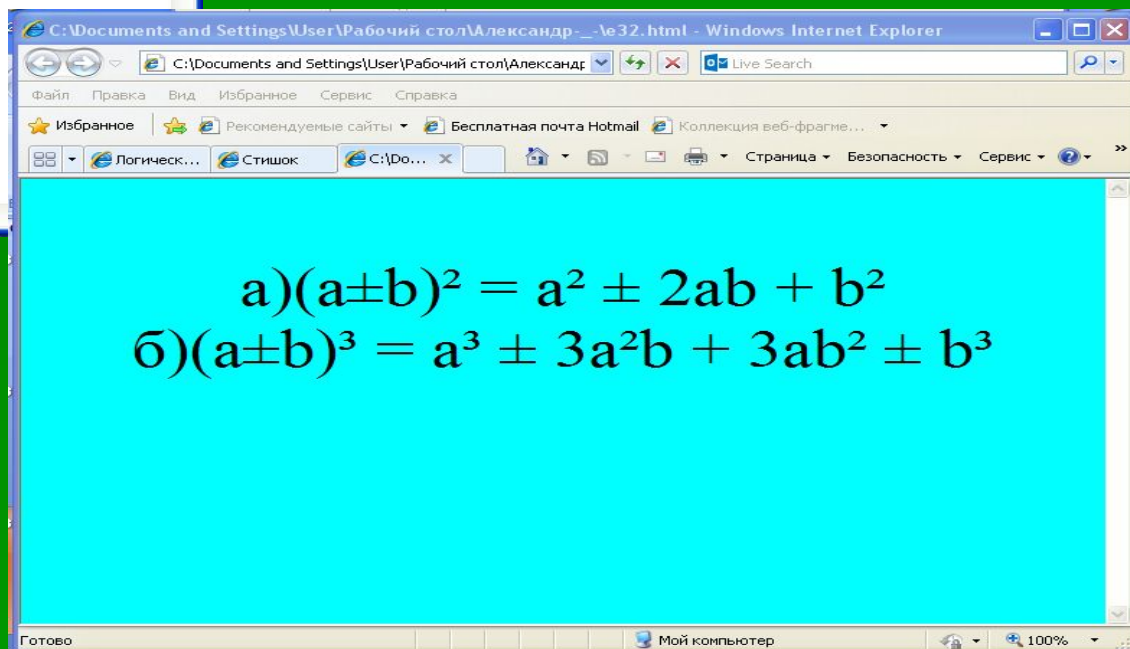 C:\Documents and Settings\User\Рабочий стол\Александр-_-\e32.html - Windows Internet Explorer
C:\Documents and Settings\User\Рабочий стол\Александр Live Search
Файл Правка Вид Избранное Сервис Справка
Избранное Рекомендуемые сайты Бесплатная почта Hotmail Коллекция веб-фрагме...
Логическ... Стишок C:\Do... Страница Безопасность Сервис »
а)(a±b)² = a² ± 2ab + b²
б)(a±b)³ = a³ ± 3a²b + 3ab² ± b³
Готово Мой компьютер 100%